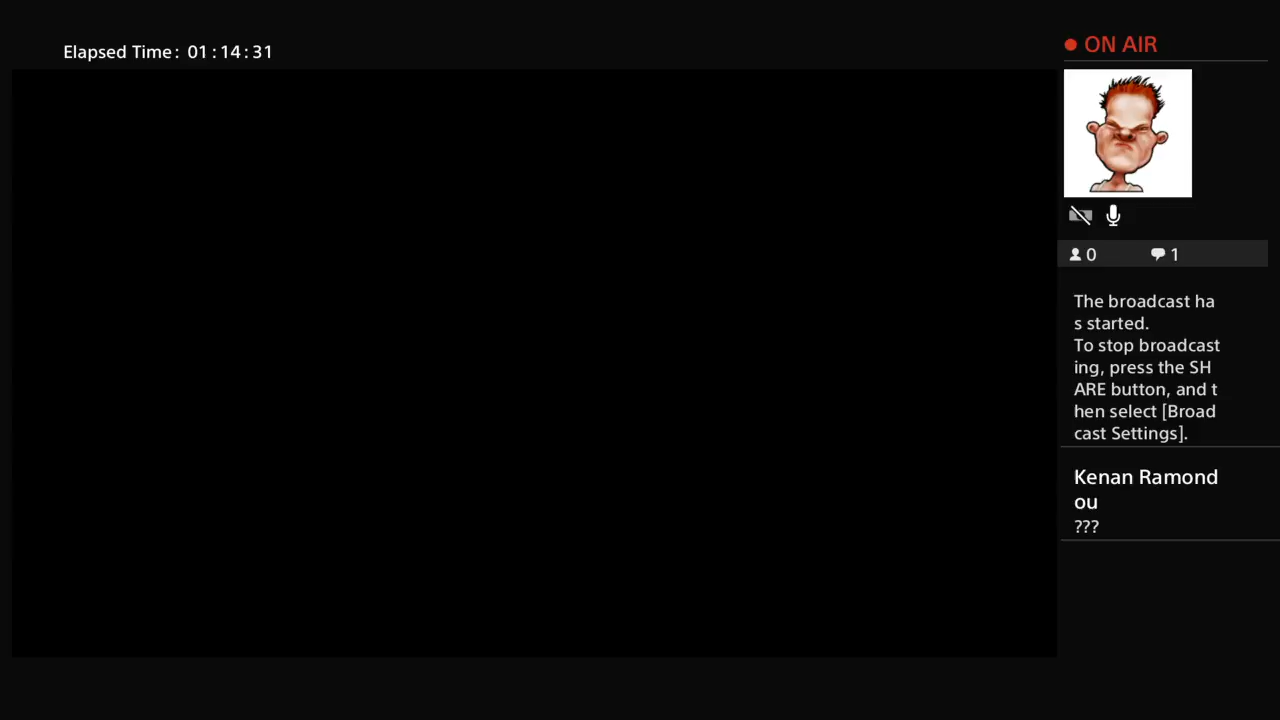 Elapsed Time: 01:14:31
ON AIR
0 1
The broadcast ha
s started.
To stop broadcast
ing, press the SH
ARE button, and t
hen select [Broad
cast Settings].
Kenan Ramond
ou
???